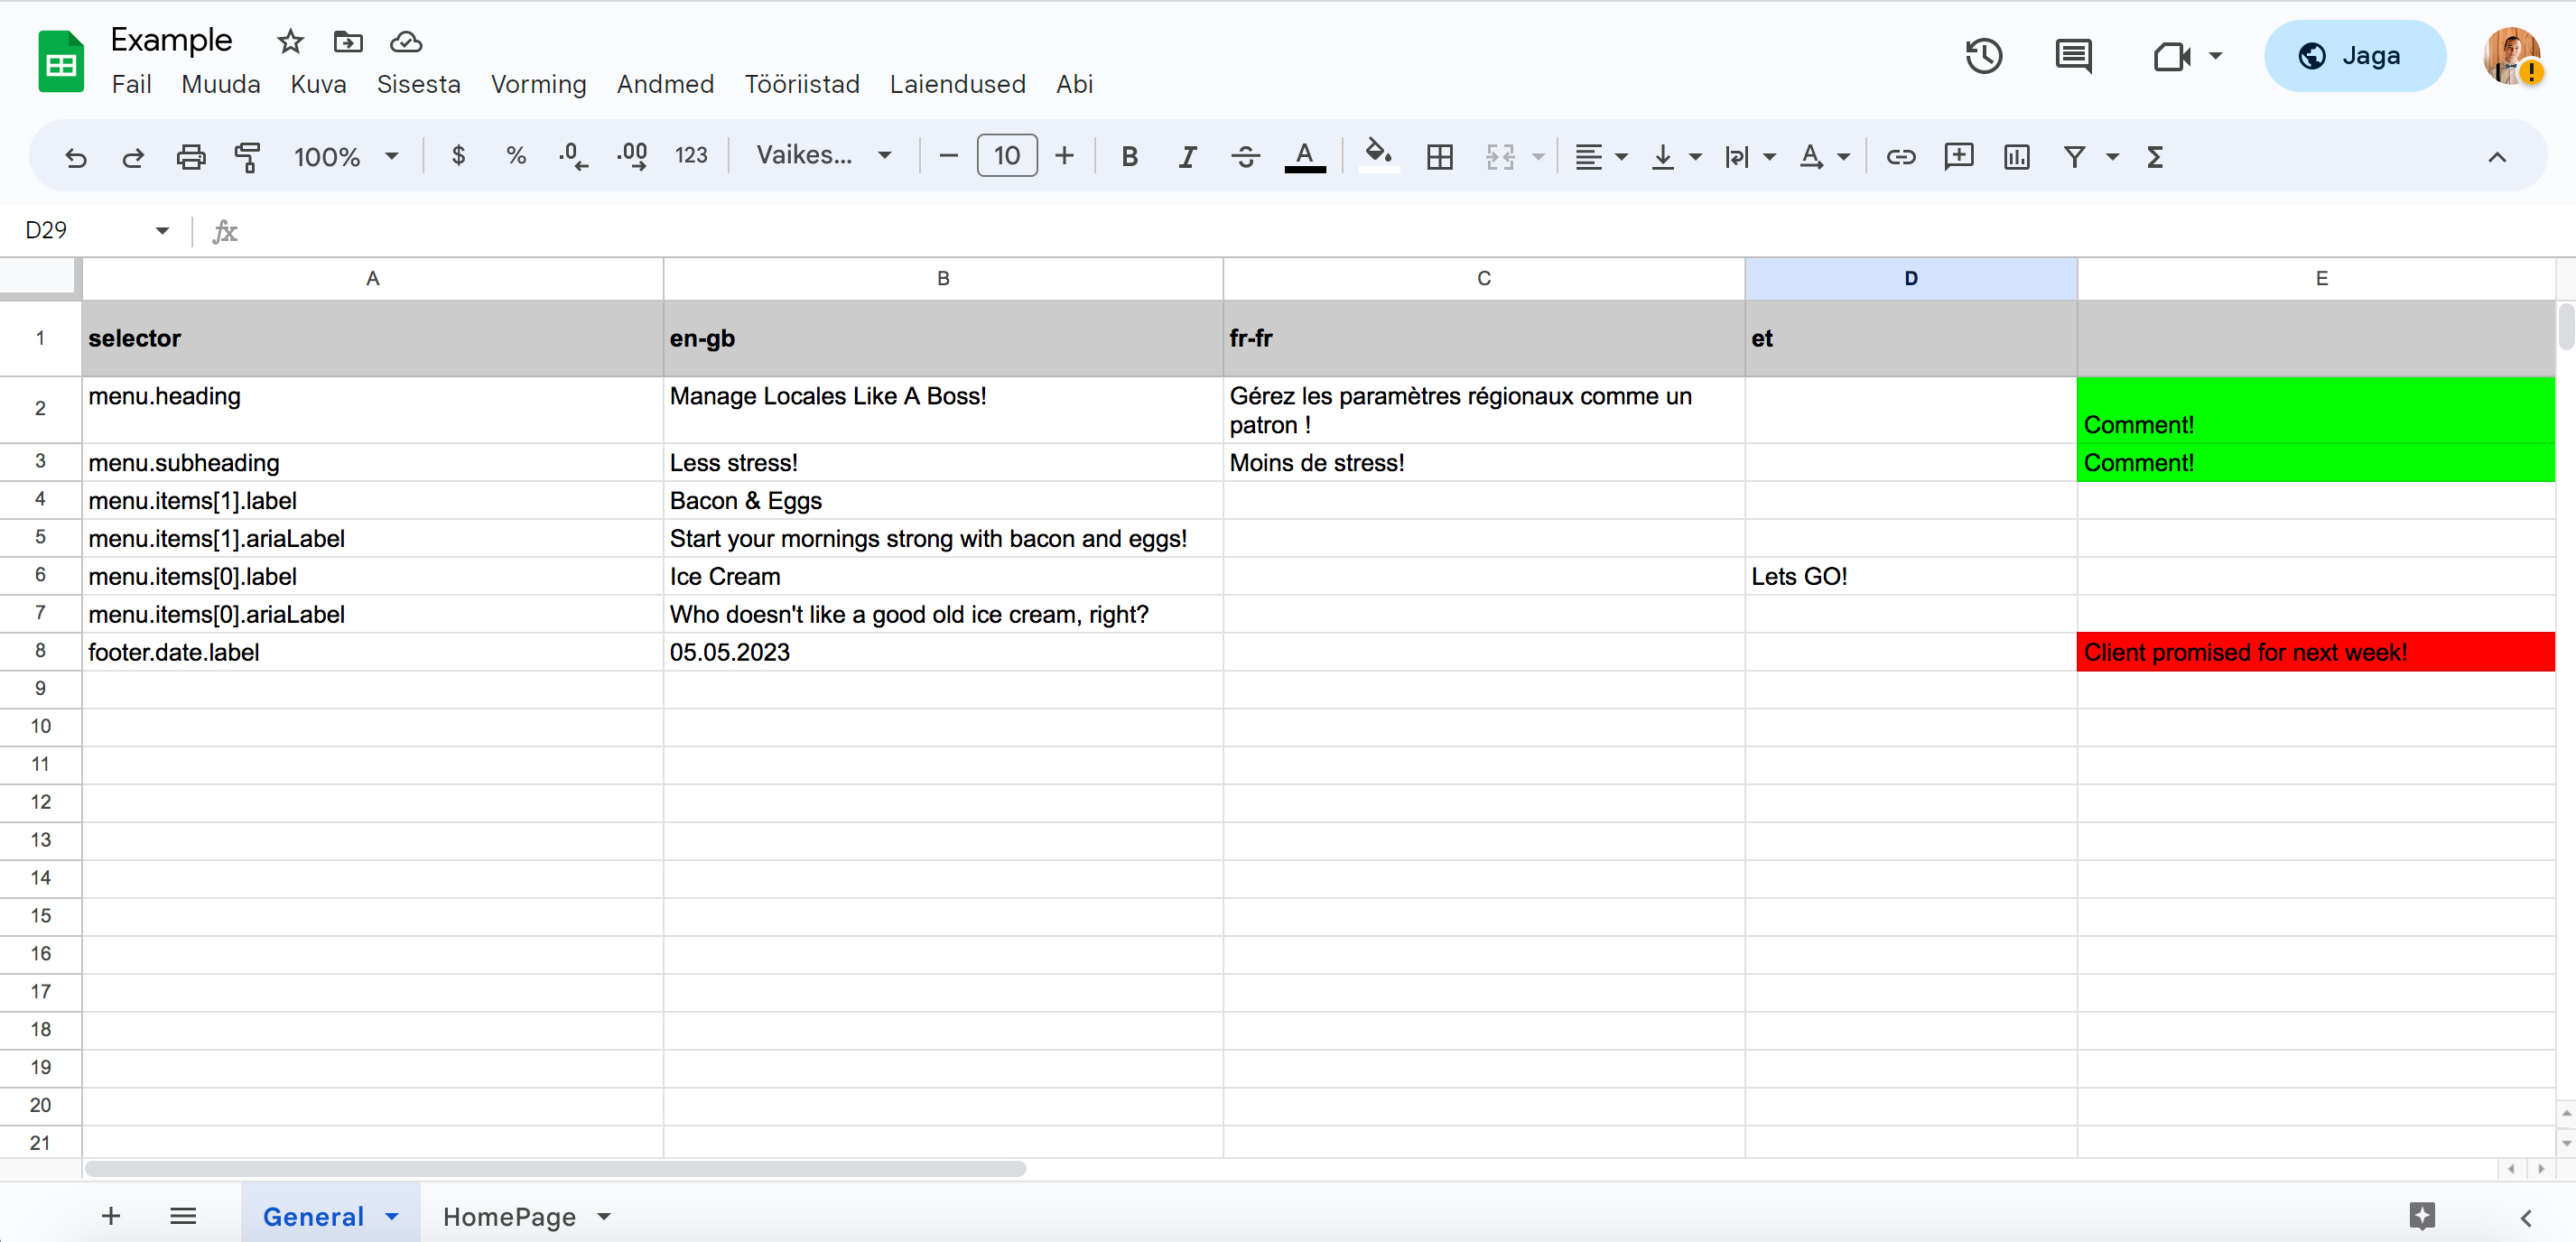 Example
Fail Muuda Kuva Sisesta Vorming Andmed Tööriistad Laiendused Abi
Jaga
100% $ % .0 .00 123 Vaikes... 10 B I S A A Σ
D29 fx
A B C D E
1 selector en-gb fr-fr et
2 menu.heading Manage Locales Like A Boss! Gérez les paramètres régionaux comme un
patron ! Comment!
3 menu.subheading Less stress! Moins de stress! Comment!
4 menu.items[1].label Bacon & Eggs
5 menu.items[1].ariaLabel Start your mornings strong with bacon and eggs!
6 menu.items[0].label Ice Cream Lets GO!
7 menu.items[0].ariaLabel Who doesn't like a good old ice cream, right?
8 footer.date.label 05.05.2023 Client promised for next week!
9
10
11
12
13
14
15
16
17
18
19
20
21
General HomePage